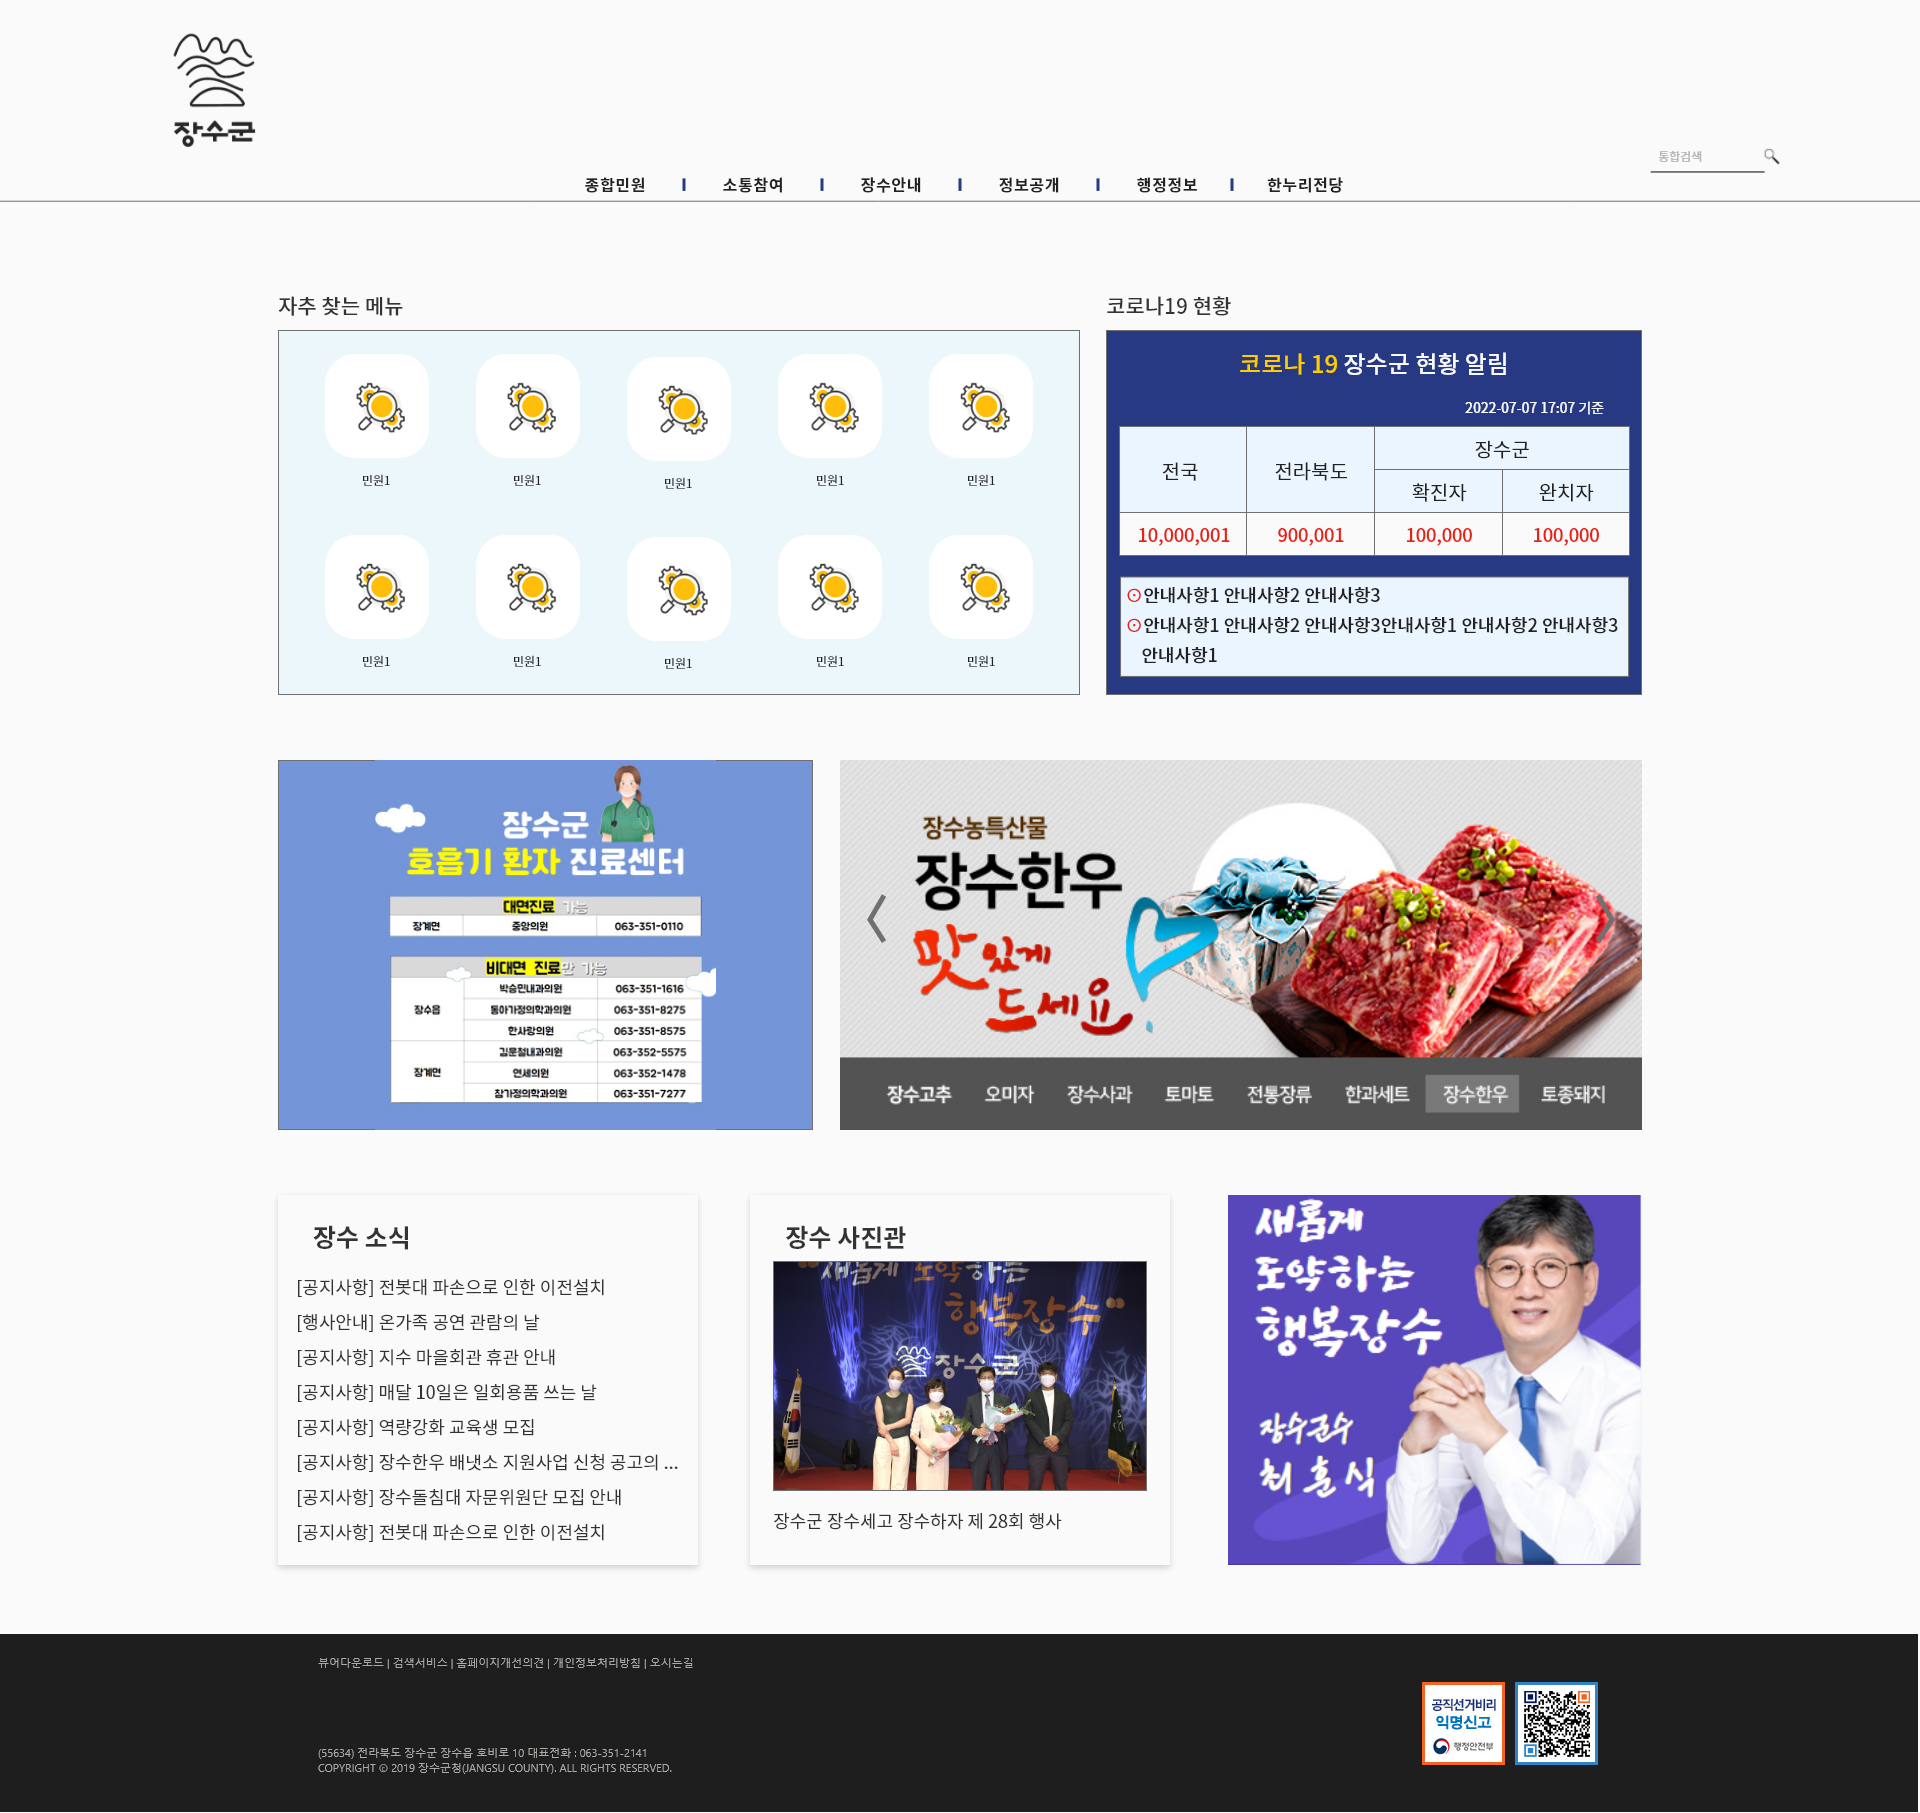 장수군
통합검색
종합민원 소통참여 장수안내 정보공개 행정정보 한누리전당
자추 찾는 메뉴
민원1 민원1 민원1 민원1 민원1
민원1 민원1 민원1 민원1 민원1
코로나19 현황
코로나 19 장수군 현황 알림
2022-07-07 17:07 기준
전국 전라북도 장수군
확진자 완치자
10,000,001 900,001 100,000 100,000
⊙안내사항1 안내사항2 안내사항3
⊙안내사항1 안내사항2 안내사항3안내사항1 안내사항2 안내사항3
안내사항1
장수군
호흡기 환자 진료센터
대면진료 가능
장계면 중앙의원 063-351-0110
비대면 진료만 가능
장수읍
박승민내과의원 063-351-1616
동아가정의학과의원 063-351-8275
한사랑의원 063-351-8575
장계면
김문철내과의원 063-352-5575
연세의원 063-352-1478
참가정의학과의원 063-351-7277
장수농특산물
장수한우
맛있게
드세요.
장수고추 오미자 장수사과 토마토 전통장류 한과세트 장수한우 토종돼지
장수 소식
[공지사항] 전봇대 파손으로 인한 이전설치
[행사안내] 온가족 공연 관람의 날
[공지사항] 지수 마을회관 휴관 안내
[공지사항] 매달 10일은 일회용품 쓰는 날
[공지사항] 역량강화 교육생 모집
[공지사항] 장수한우 배냇소 지원사업 신청 공고의 ...
[공지사항] 장수돌침대 자문위원단 모집 안내
[공지사항] 전봇대 파손으로 인한 이전설치
장수 사진관
"새롭게 도약하는
행복장수"
장수군
장수군 장수세고 장수하자 제 28회 행사
새롭게
도약하는
행복장수
장수군수
최훈식
뷰어다운로드 | 검색서비스 | 홈페이지개선의견 | 개인정보처리방침 | 오시는길
(55634) 전라북도 장수군 장수읍 호비로 10 대표전화 : 063-351-2141
COPYRIGHT © 2019 장수군청(JANGSU COUNTY). ALL RIGHTS RESERVED.
공직선거비리
익명신고
행정안전부